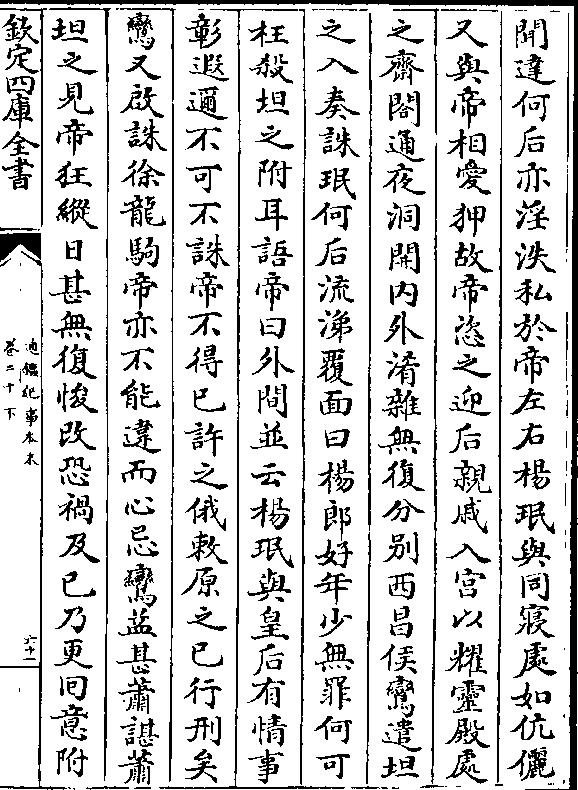 聞達何后亦淫泆私於帝左右楊珉與同寢處如伉儷
又與帝相愛狎故帝恣之迎后親戚入宮以耀靈殿處
之齋閤通夜洞開内外淆雜無復分别西昌侯鸞遣坦
之入奏誅珉何后流涕覆面曰楊郎好年少無罪何可
枉殺坦之附耳語帝曰外間並云楊珉與皇后有情事
彰遐邇不可不誅帝不得已許之俄敕原之已行刑矣
鸞又啟誅徐龍駒帝亦不能違而心忌鸞益甚蕭諶蕭
坦之見帝狂縱日甚無復悛改恐禍及已乃更囘意附
欽定四庫全書
通鑑紀事本末
卷二十下
六十一